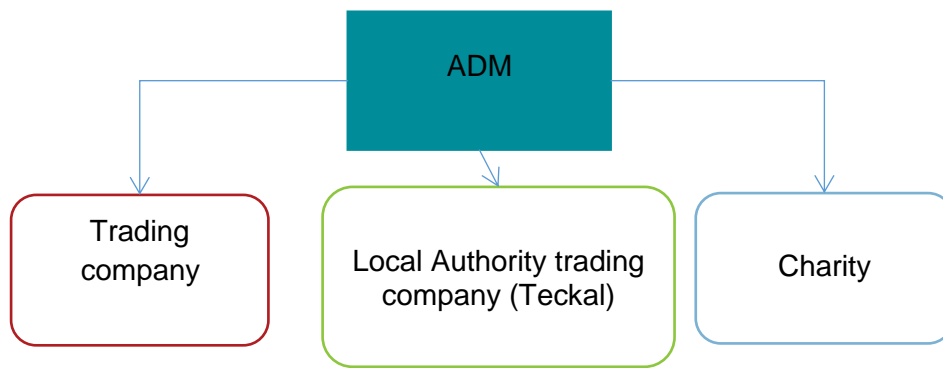 ADM
Trading
company
Local Authority trading
company (Teckal)
Charity